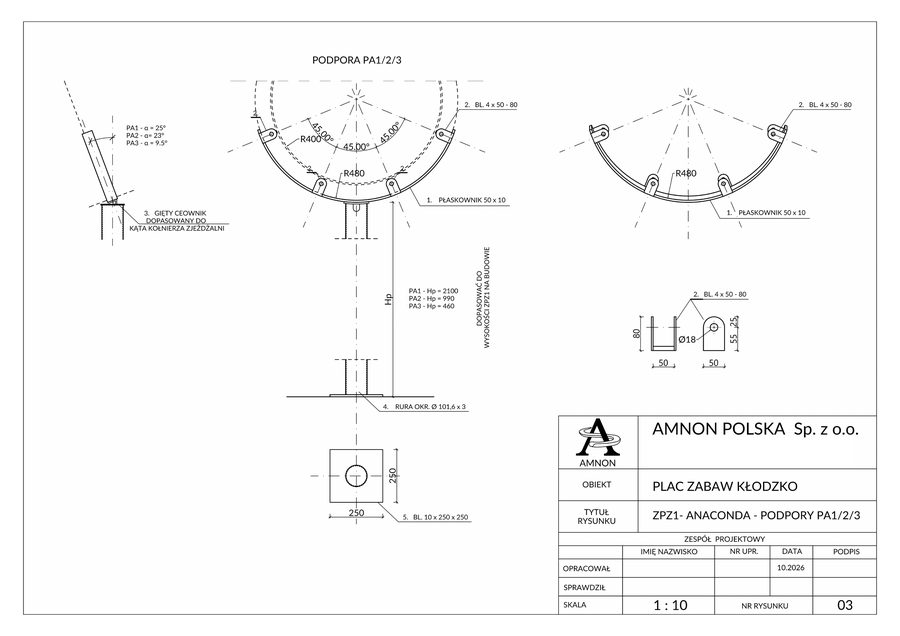 PODPORA PA1/2/3
PA1 - α = 25°
PA2 - α = 23°
PA3 - α = 9.5°
3. GIĘTY CEOWNIK
DOPASOWANY DO
KĄTA KOŁNIERZA ZJEŻDŻALNI
2. BL. 4 x 50 - 80
45.00°
45.00°
45.00°
R400
R480
2
2
2
1. PŁASKOWNIK 50 x 10
Hp
PA1 - Hp = 2100
PA2 - Hp = 990
PA3 - Hp = 460
DOPASOWAĆ DO
WYSOKOŚCI ZPZ1 NA BUDOWIE
4. RURA OKR. Ø 101,6 x 3
250
250
5. BL. 10 x 250 x 250
2. BL. 4 x 50 - 80
R480
1. PŁASKOWNIK 50 x 10
2. BL. 4 x 50 - 80
80
Ø18
25
55
50
50
AMNON
AMNON POLSKA Sp. z o.o.
OBIEKT
PLAC ZABAW KŁODZKO
TYTUŁ
RYSUNKU
ZPZ1- ANACONDA - PODPORY PA1/2/3
ZESPÓŁ PROJEKTOWY
IMIĘ NAZWISKO
NR UPR.
DATA
PODPIS
OPRACOWAŁ
10.2026
SPRAWDZIŁ
SKALA
1 : 10
NR RYSUNKU
03